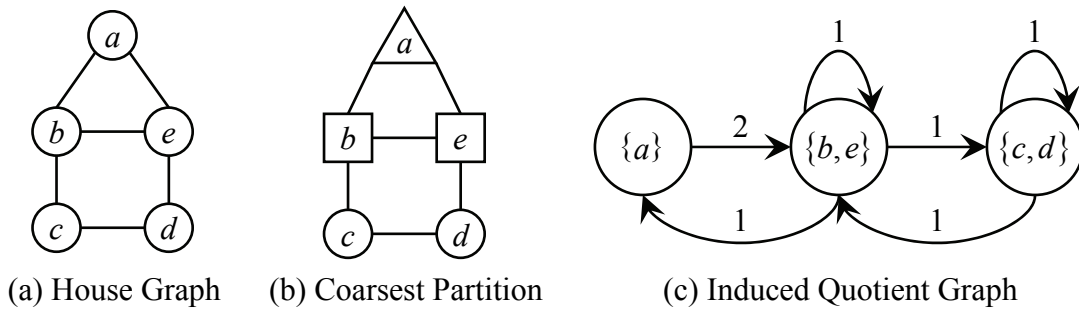 a
b
e
c
d
(a) House Graph
a
b
e
c
d
(b) Coarsest Partition
1
1
{a}
2
{b,e}
1
{c,d}
1
1
(c) Induced Quotient Graph